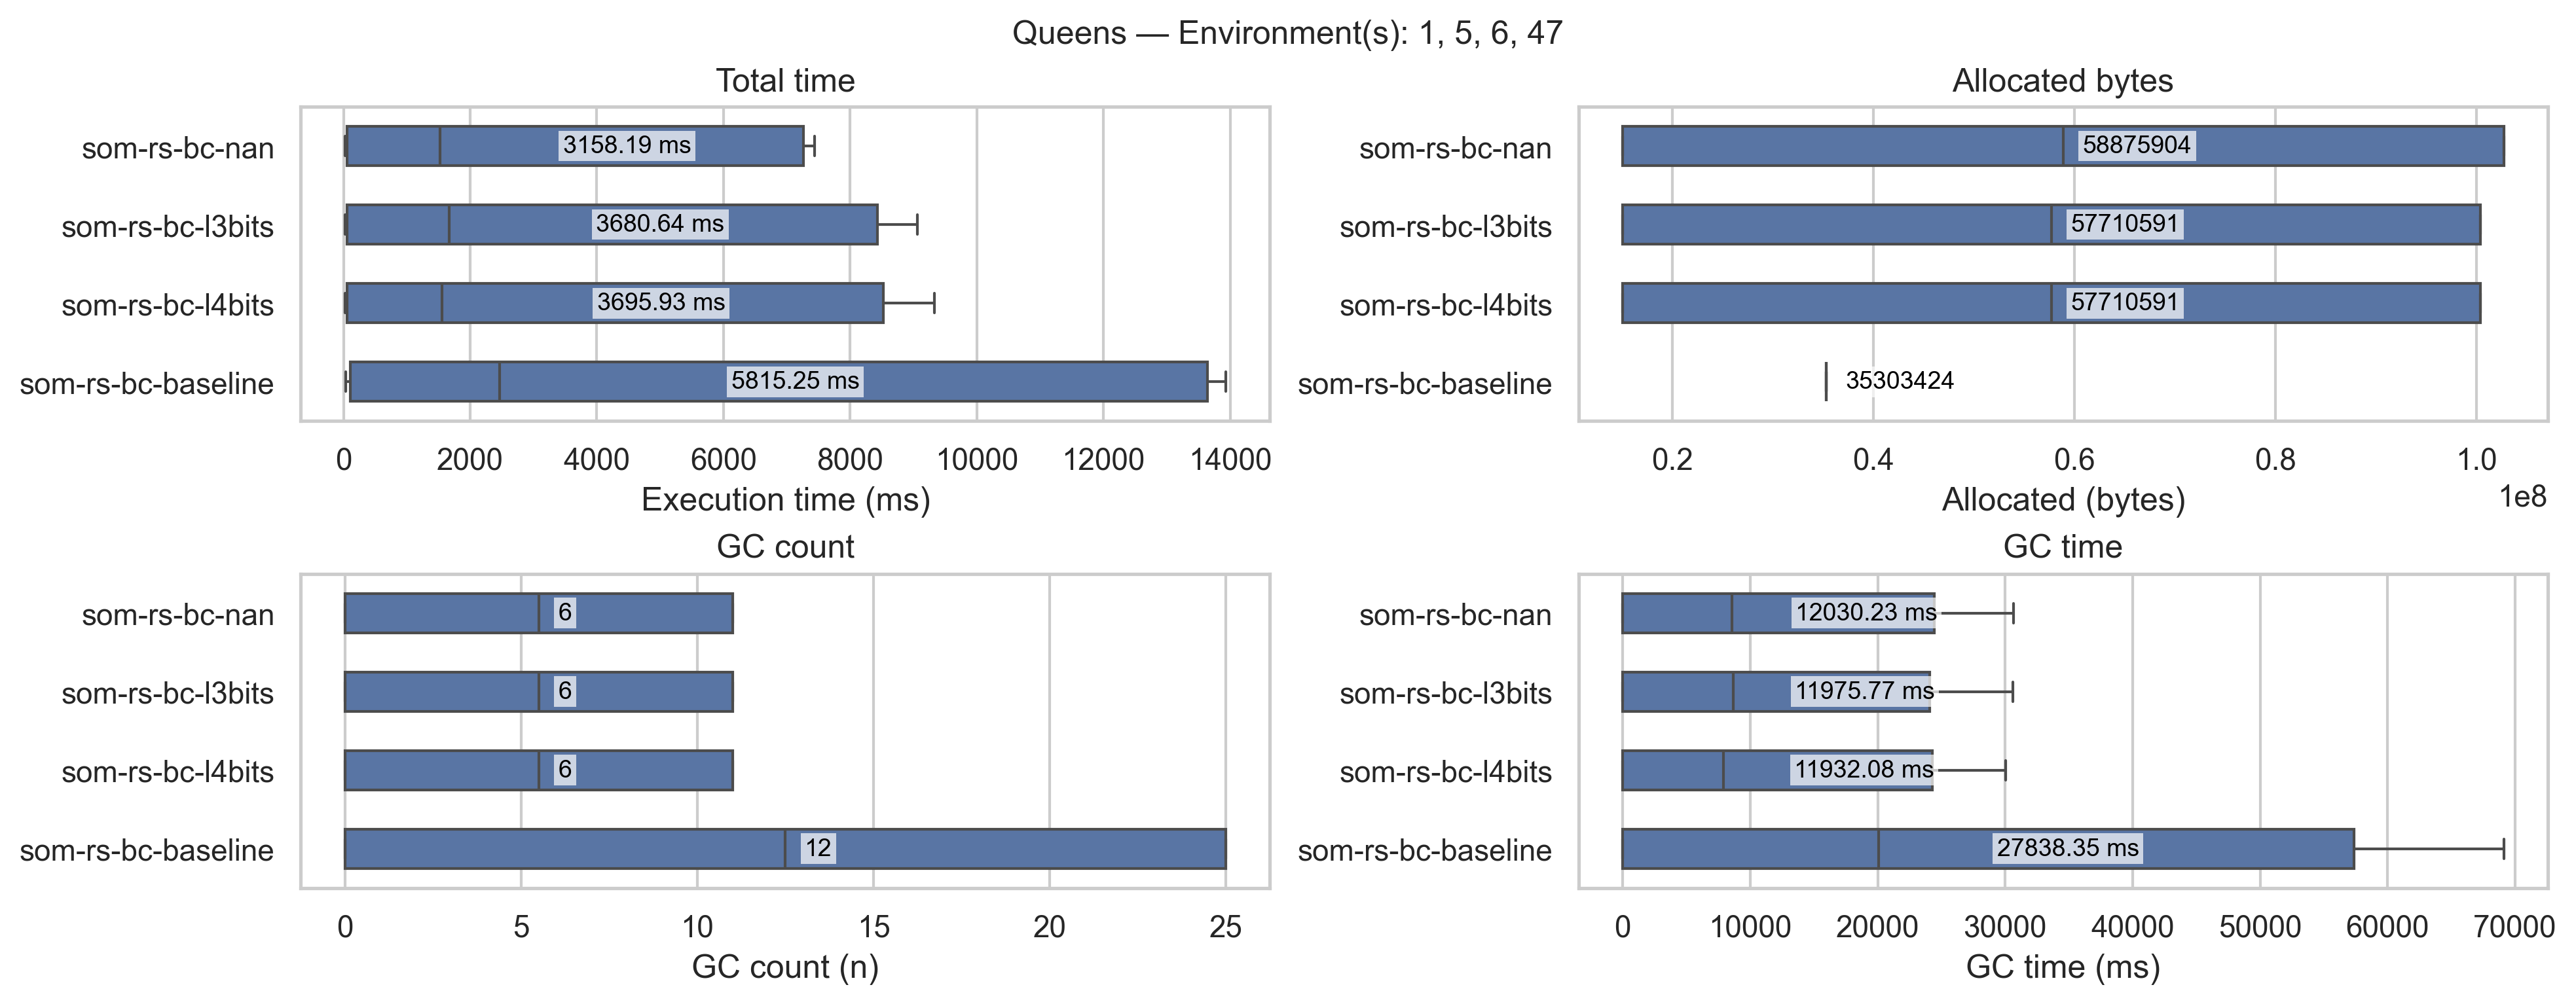 Queens — Environment(s): 1, 5, 6, 47
Total time
som-rs-bc-nan
3158.19 ms
som-rs-bc-l3bits
3680.64 ms
som-rs-bc-l4bits
3695.93 ms
som-rs-bc-baseline
5815.25 ms
0 2000 4000 6000 8000 10000 12000 14000
Execution time (ms)
Allocated bytes
som-rs-bc-nan
58875904
som-rs-bc-l3bits
57710591
som-rs-bc-l4bits
57710591
som-rs-bc-baseline
35303424
0.2 0.4 0.6 0.8 1.0
1e8
Allocated (bytes)
GC count
som-rs-bc-nan
6
som-rs-bc-l3bits
6
som-rs-bc-l4bits
6
som-rs-bc-baseline
12
0 5 10 15 20 25
GC count (n)
GC time
som-rs-bc-nan
12030.23 ms
som-rs-bc-l3bits
11975.77 ms
som-rs-bc-l4bits
11932.08 ms
som-rs-bc-baseline
27838.35 ms
0 10000 20000 30000 40000 50000 60000 70000
GC time (ms)